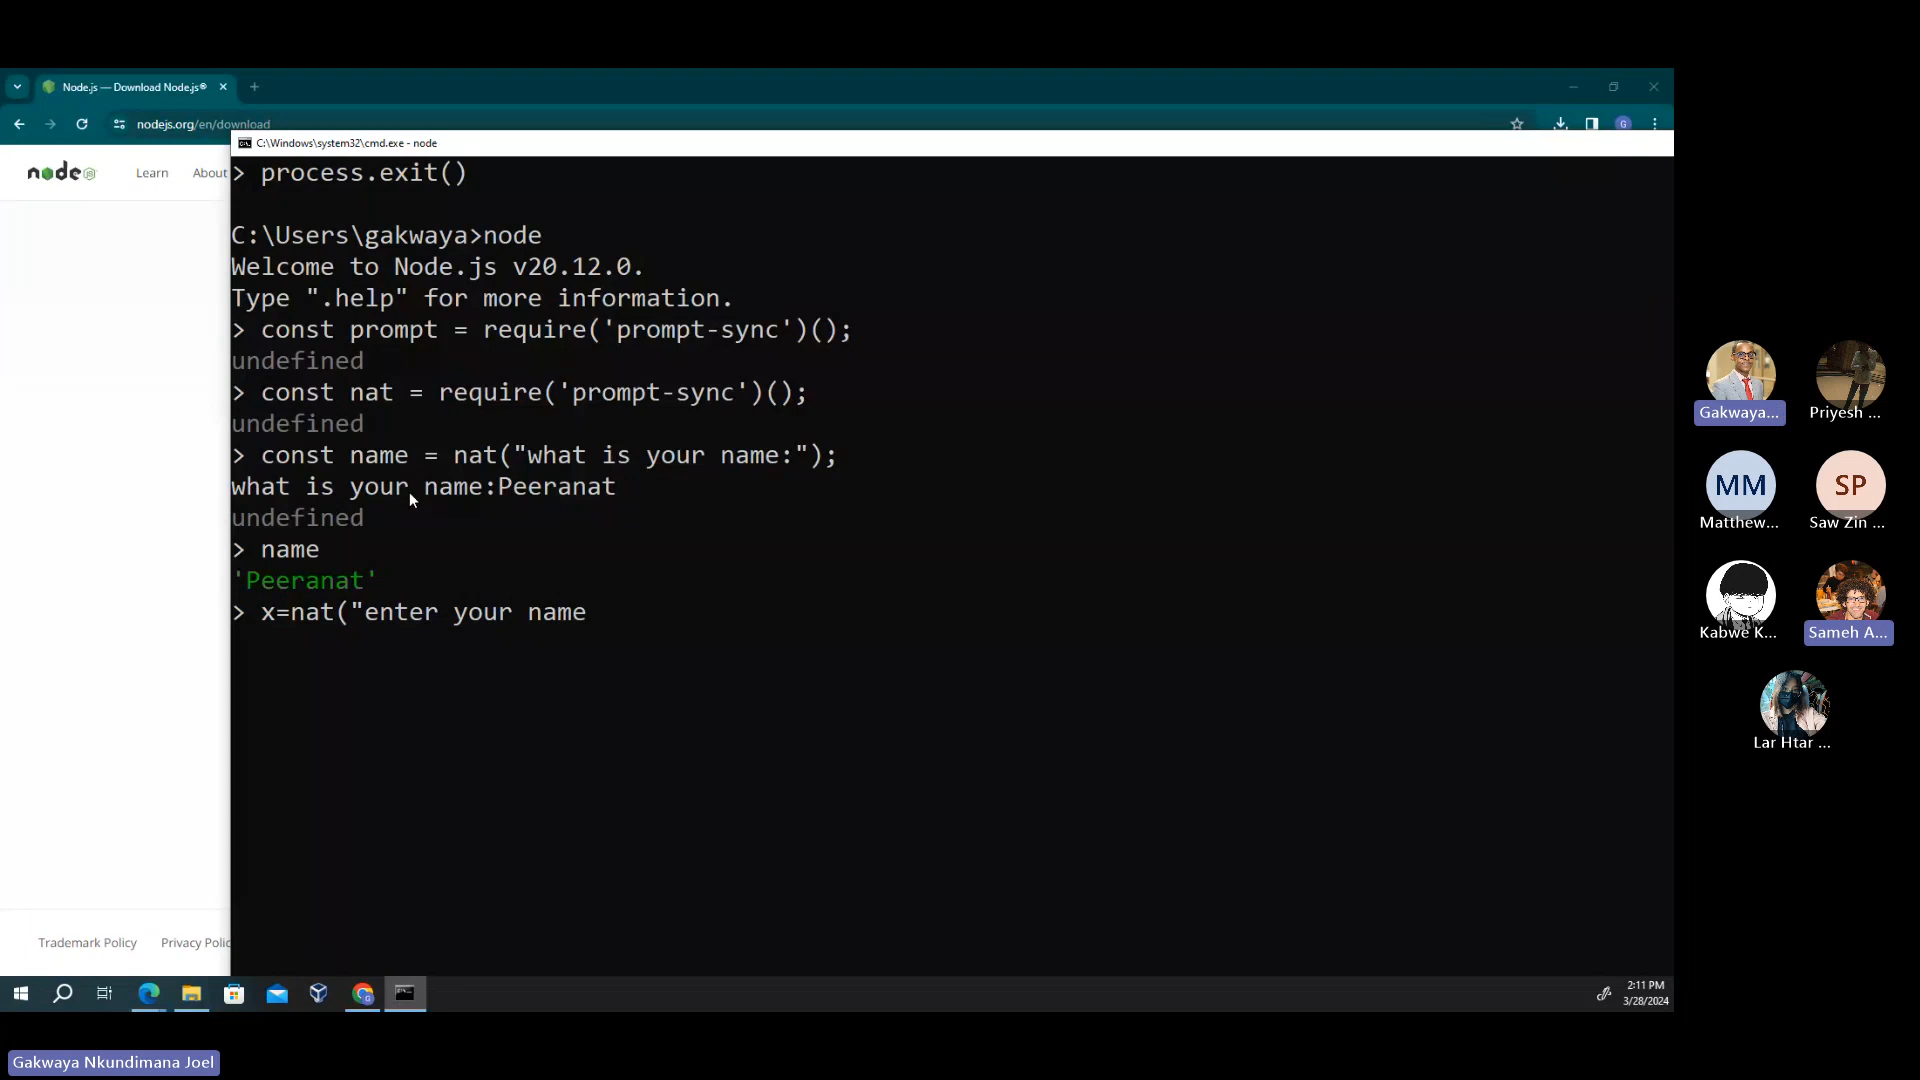 Node.js — Download Node.js®
nodejs.org/en/download
G
C:\Windows\system32\cmd.exe - node
node
Learn
About
> process.exit()
C:\Users\gakwaya>node
Welcome to Node.js v20.12.0.
Type ".help" for more information.
> const prompt = require('prompt-sync')();
undefined
> const nat = require('prompt-sync')();
undefined
> const name = nat("what is your name:");
what is your name:Peeranat
undefined
> name
'Peeranat'
> x=nat("enter your name
Gakwaya...
Priyesh ...
MM
SP
Matthew...
Saw Zin ...
Kabwe K...
Sameh A...
Lar Htar ...
Trademark Policy
Privacy Polic
2:11 PM
3/28/2024
Gakwaya Nkundimana Joel